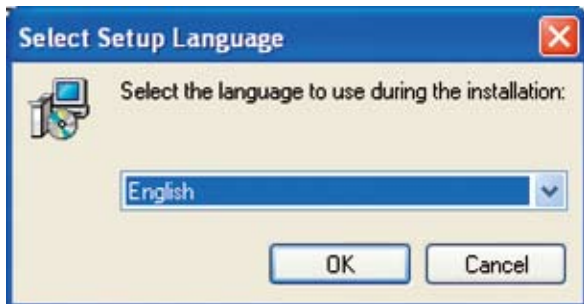 Select Setup Language
Select the language to use during the installation:
English
OK
Cancel